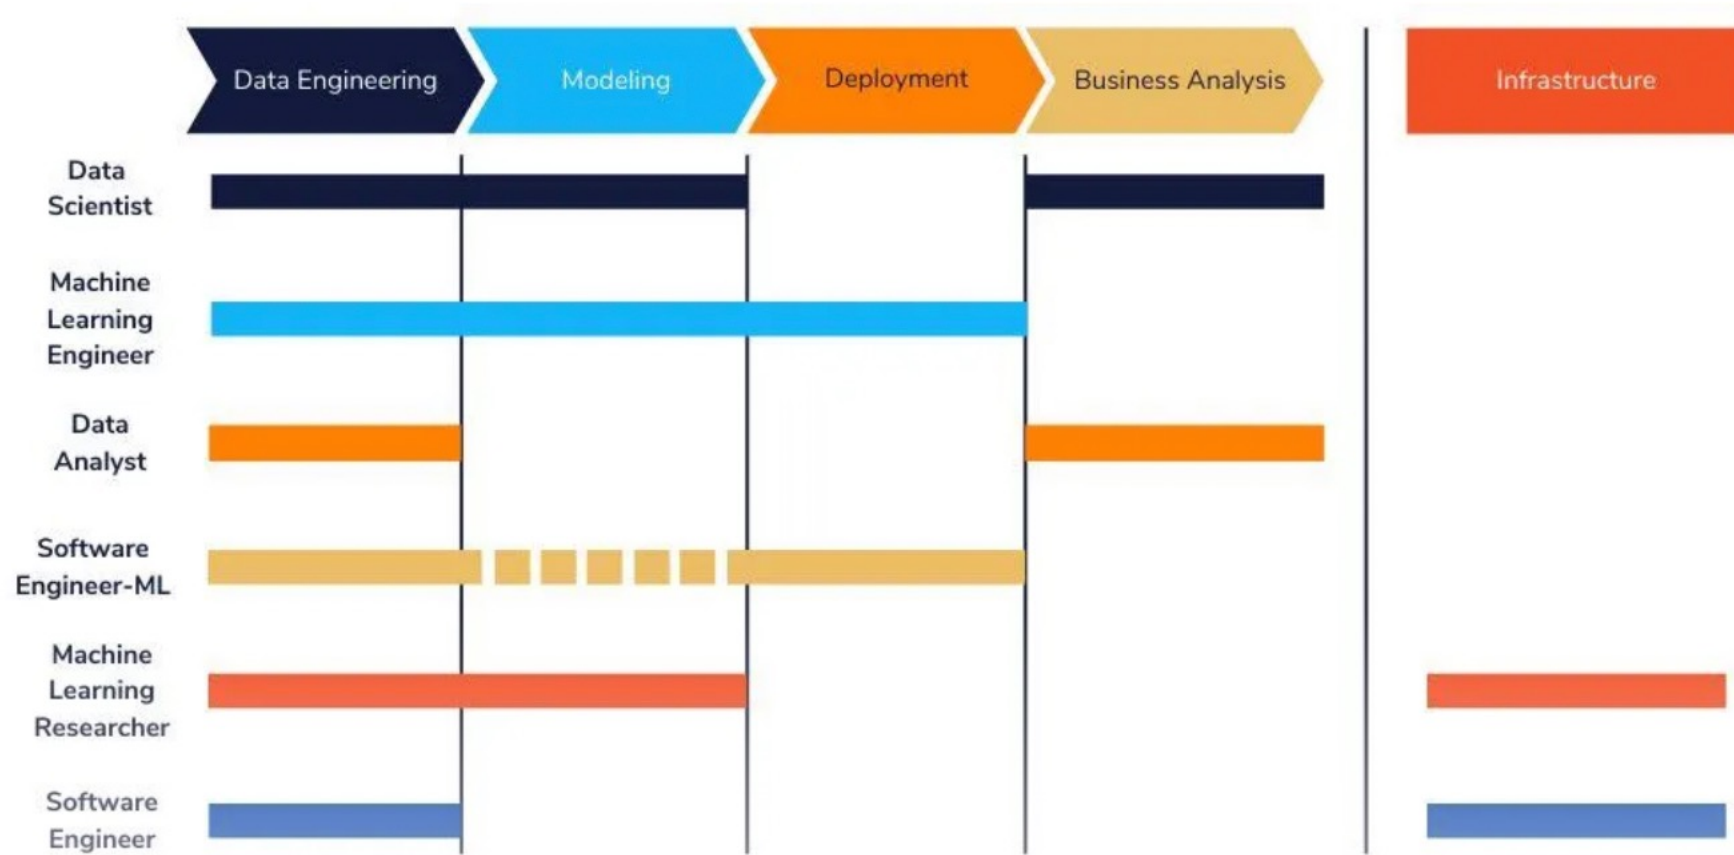 Data Engineering
Modeling
Deployment
Business Analysis
Infrastructure
Data
Scientist
Machine
Learning
Engineer
Data
Analyst
Software
Engineer-ML
Machine
Learning
Researcher
Software
Engineer